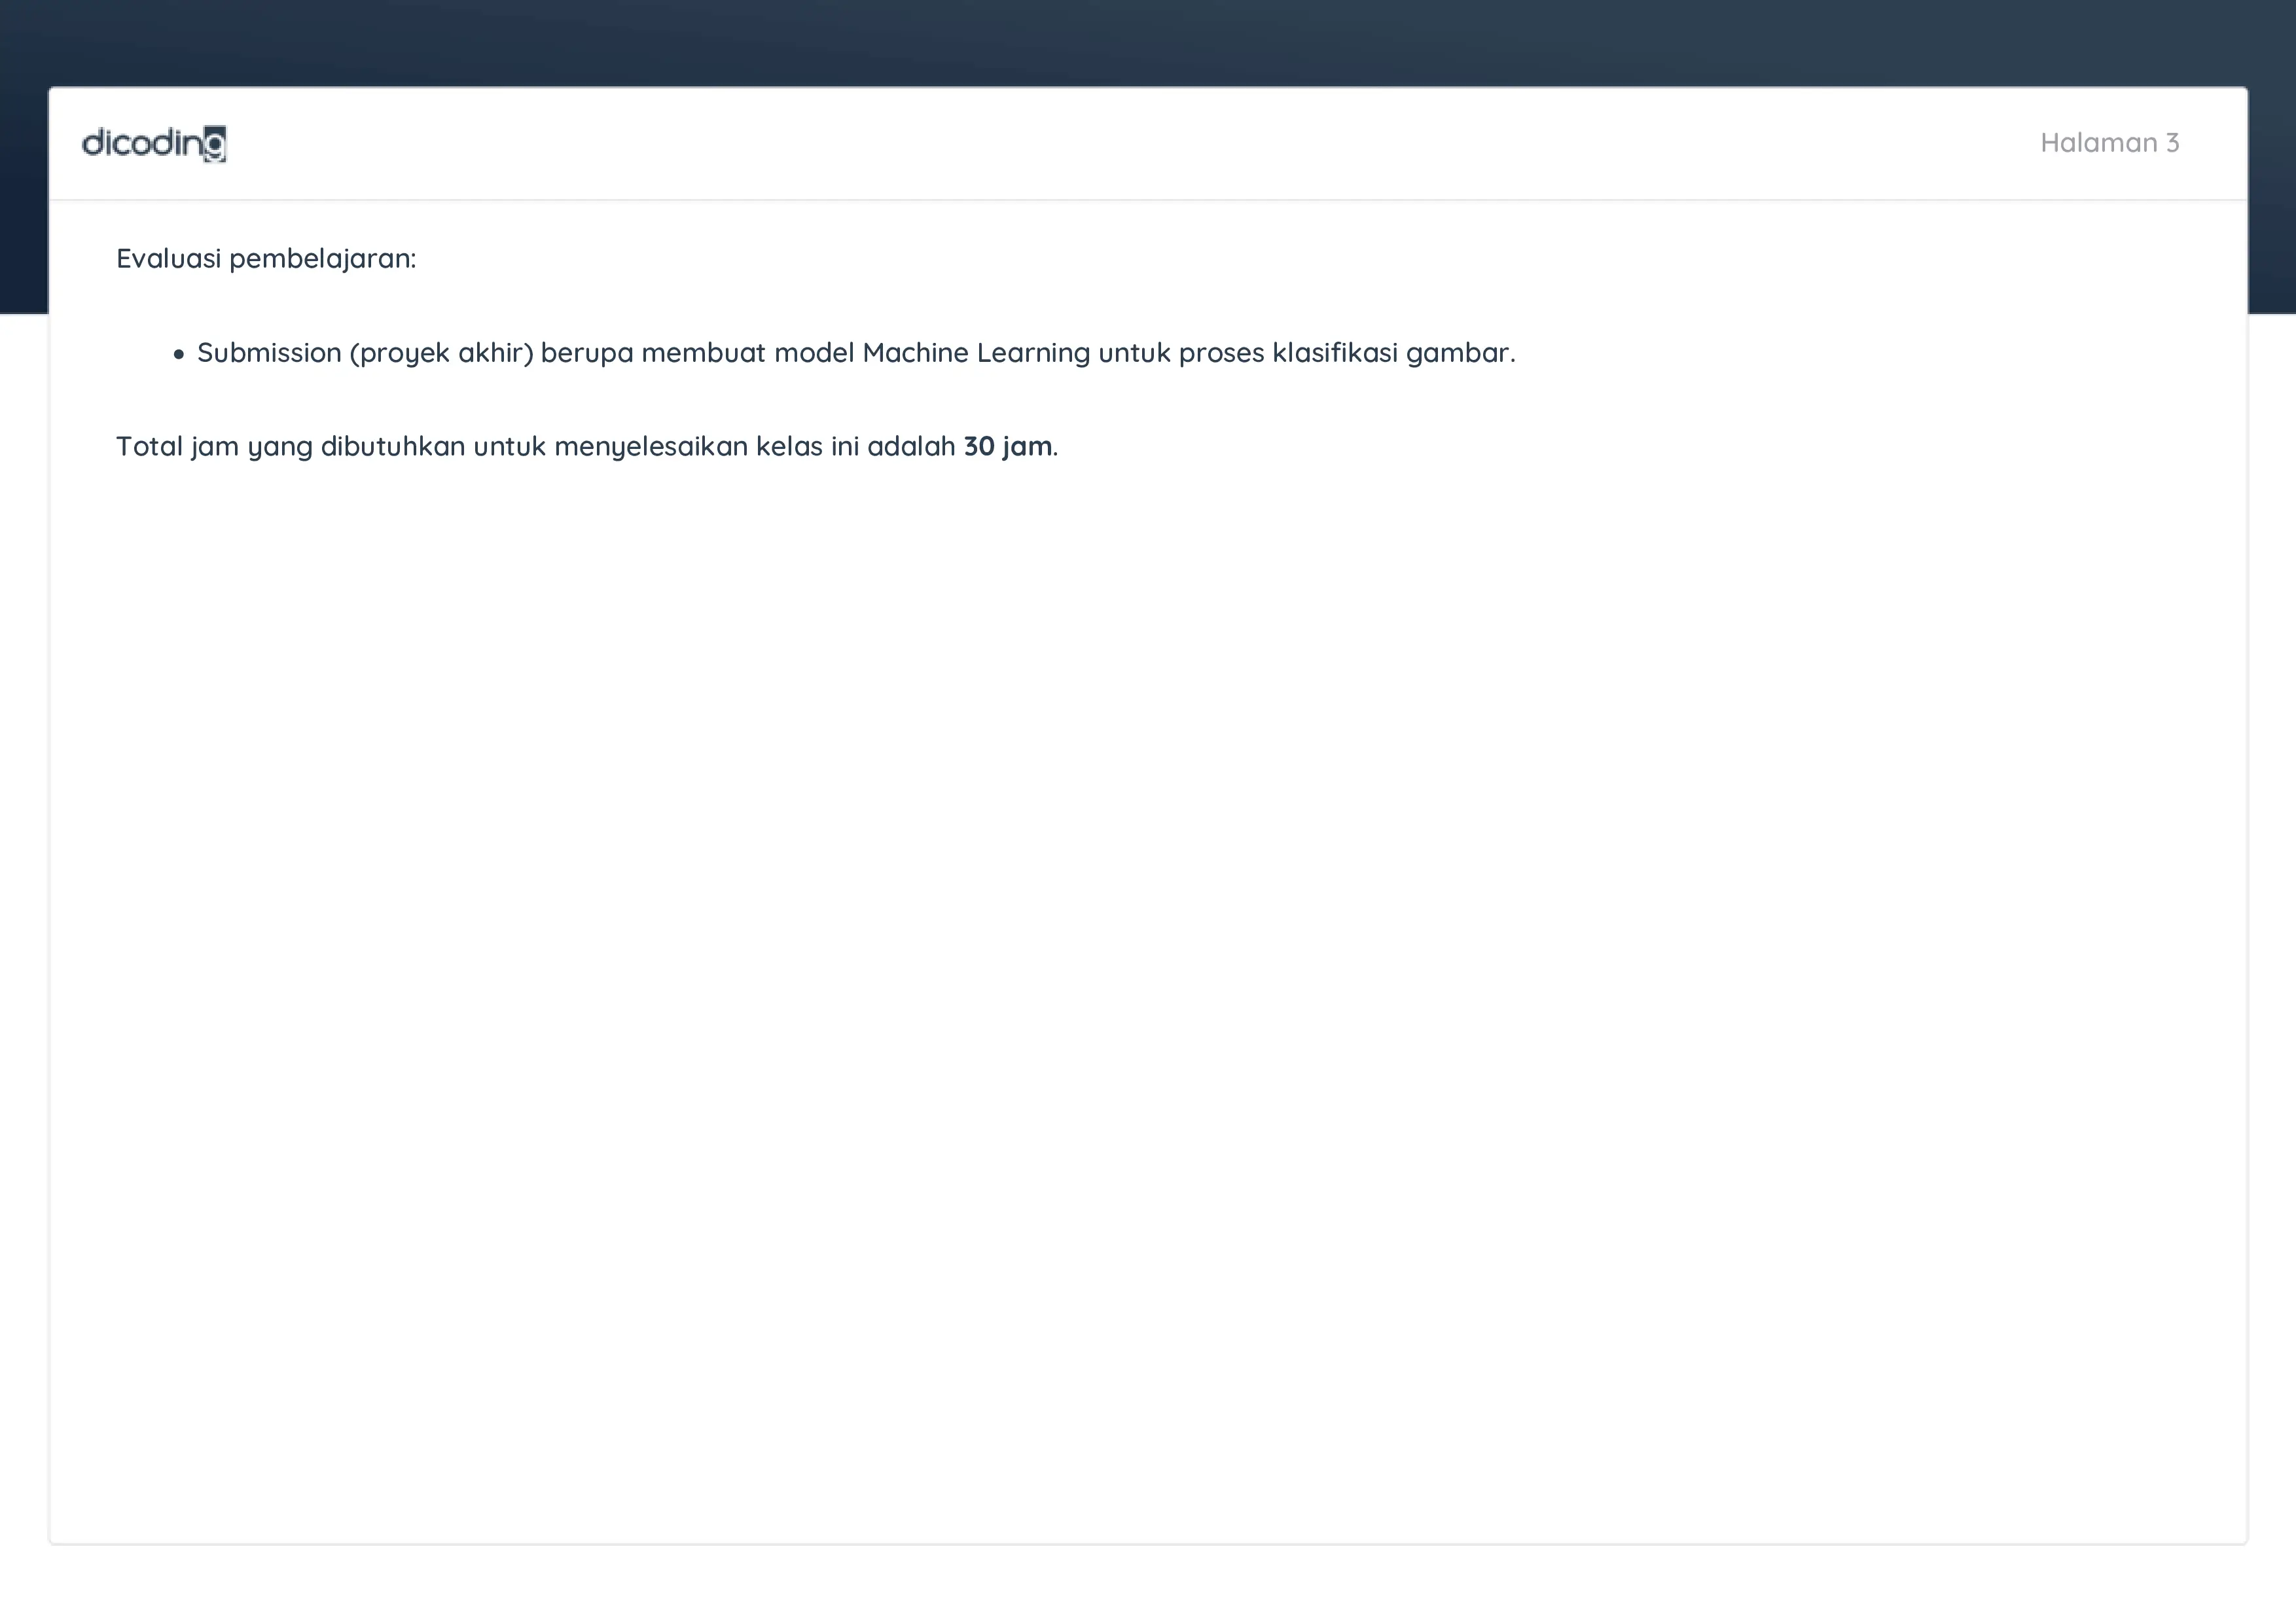 dicoding
Halaman 3
Evaluasi pembelajaran:
• Submission (proyek akhir) berupa membuat model Machine Learning untuk proses klasifikasi gambar.
Total jam yang dibutuhkan untuk menyelesaikan kelas ini adalah 30 jam.